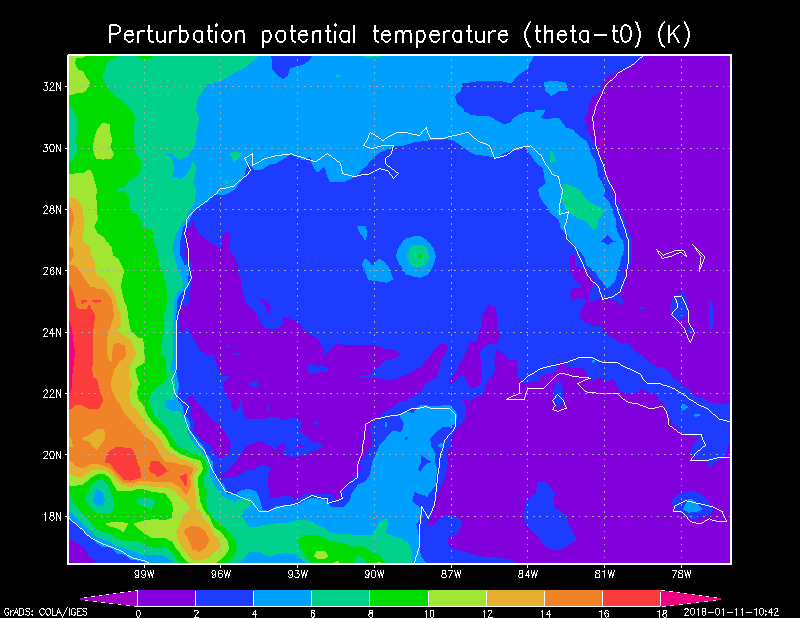 Perturbation potential temperature (theta-t0) (K)
32N
30N
28N
26N
24N
22N
20N
18N
99W 96W 93W 90W 87W 84W 81W 78W
0 2 4 6 8 10 12 14 16 18
GrADS: COLA/IGES 2018-01-11-10:42